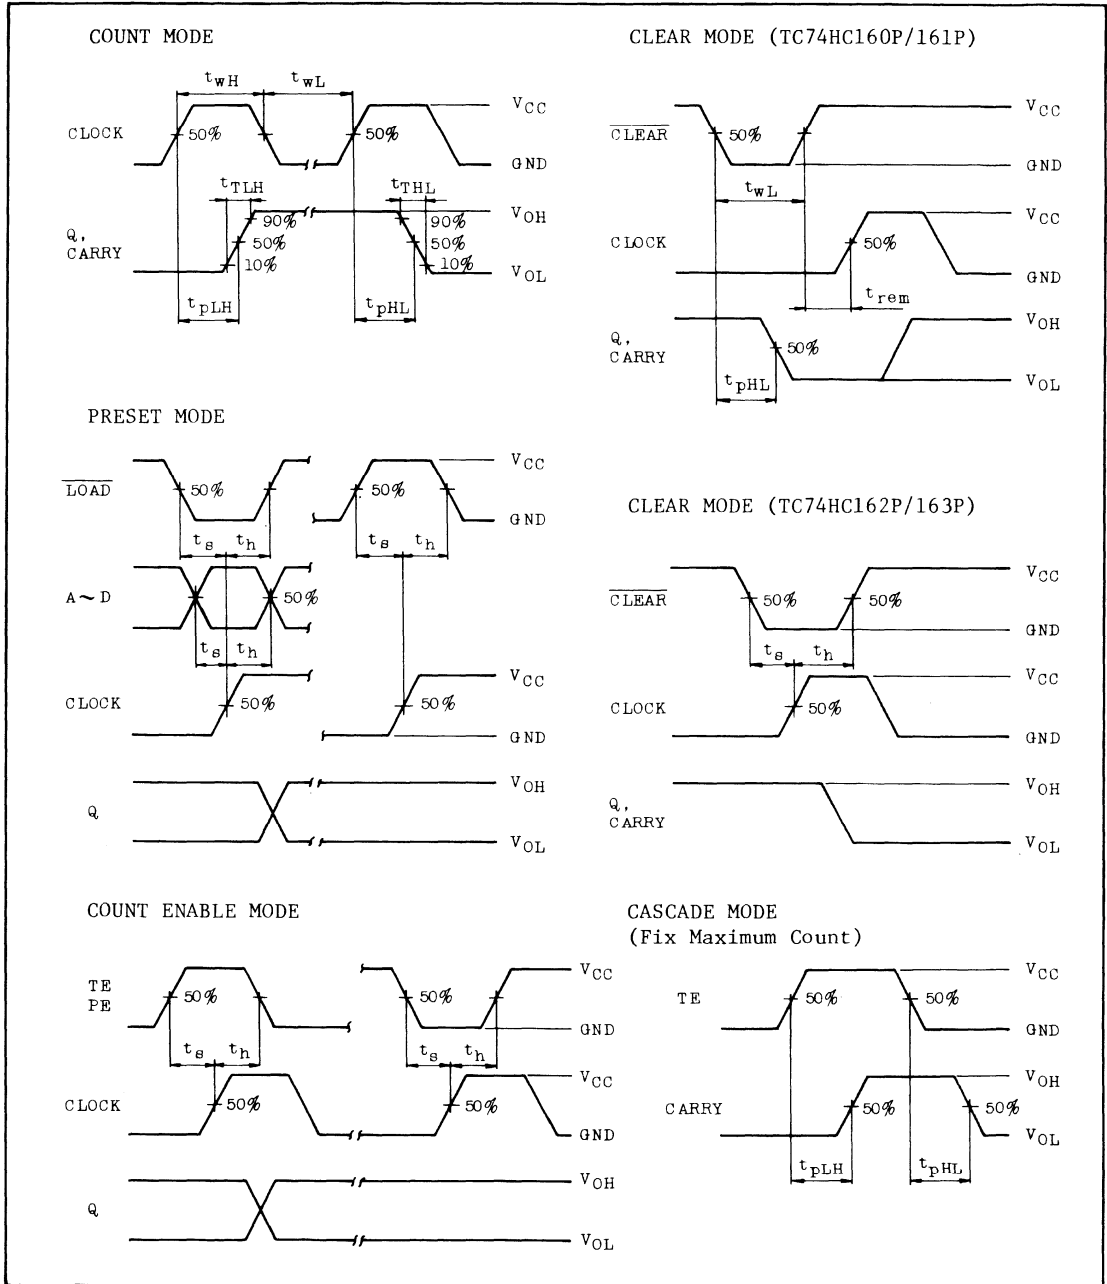 COUNT MODE
twH twL
CLOCK 50% 50% VCC
GND
tTLH tTHL
Q, CARRY 90% 50% 10% 90% 50% 10% VOH
VOL
tpLH tpHL
CLEAR MODE (TC74HC160P/161P)
CLEAR 50% VCC
GND
twL
CLOCK 50% VCC
GND
trem
Q, CARRY 50% VOH
VOL
tpHL
PRESET MODE
LOAD 50% 50% VCC
GND
ts th ts th
A~D 50%
ts th
CLOCK 50% 50% VCC
GND
Q VOH
VOL
CLEAR MODE (TC74HC162P/163P)
CLEAR 50% 50% VCC
GND
ts th
CLOCK 50% VCC
GND
Q, CARRY VOH
VOL
COUNT ENABLE MODE
TE PE 50% 50% VCC
GND
ts th ts th
CLOCK 50% 50% VCC
GND
Q VOH
VOL
CASCADE MODE
(Fix Maximum Count)
TE 50% 50% VCC
GND
CARRY 50% 50% VOH
VOL
tpLH tpHL